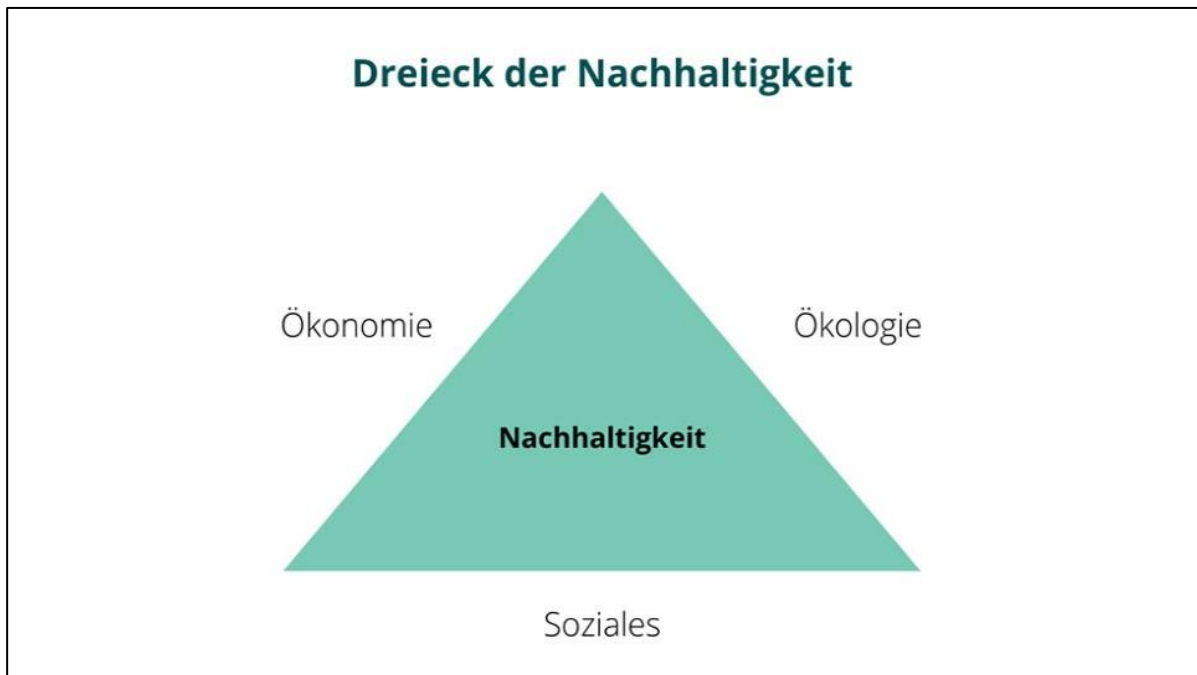 Dreieck der Nachhaltigkeit
Ökonomie
Ökologie
Nachhaltigkeit
Soziales